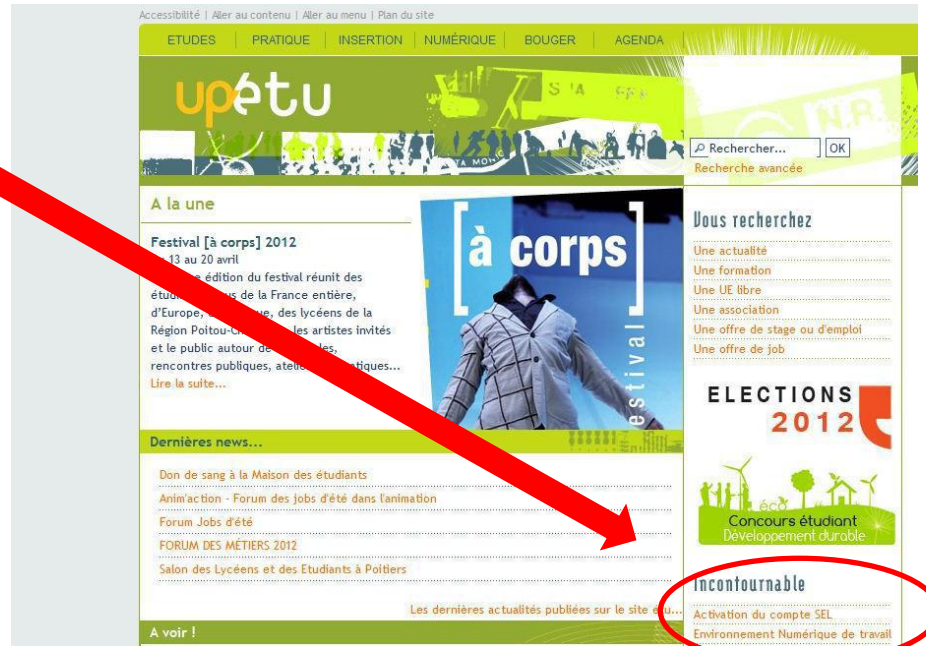 Accessibilité | Aller au contenu | Aller au menu | Plan du site
ETUDES | PRATIQUE | INSERTION | NUMÉRIQUE | BOUGER | AGENDA
upétu
Rechercher... OK
Recherche avancée
A la une
Festival [à corps] 2012
13 au 20 avril
édition du festival réunit des
de la France entière,
d'Europe, des lycéens de la
Région les artistes invités
et le public autour
rencontres publiques,
Lire la suite...
[à corps]
Vous recherchez
Une actualité
Une formation
Une UE libre
Une association
Une offre de stage ou d'emploi
Une offre de job
ELECTIONS
2012
éco
Concours étudiant
Développement durable
Dernières news...
Don de sang à la Maison des étudiants
Anim'action - Forum des jobs d'été dans l'animation
Forum Jobs d'été
FORUM DES MÉTIERS 2012
Salon des Lycéens et des Etudiants à Poitiers
Les dernières actualités publiées sur le site
A voir !
Incontournable
Activation du compte SEL
Environnement Numérique de travail